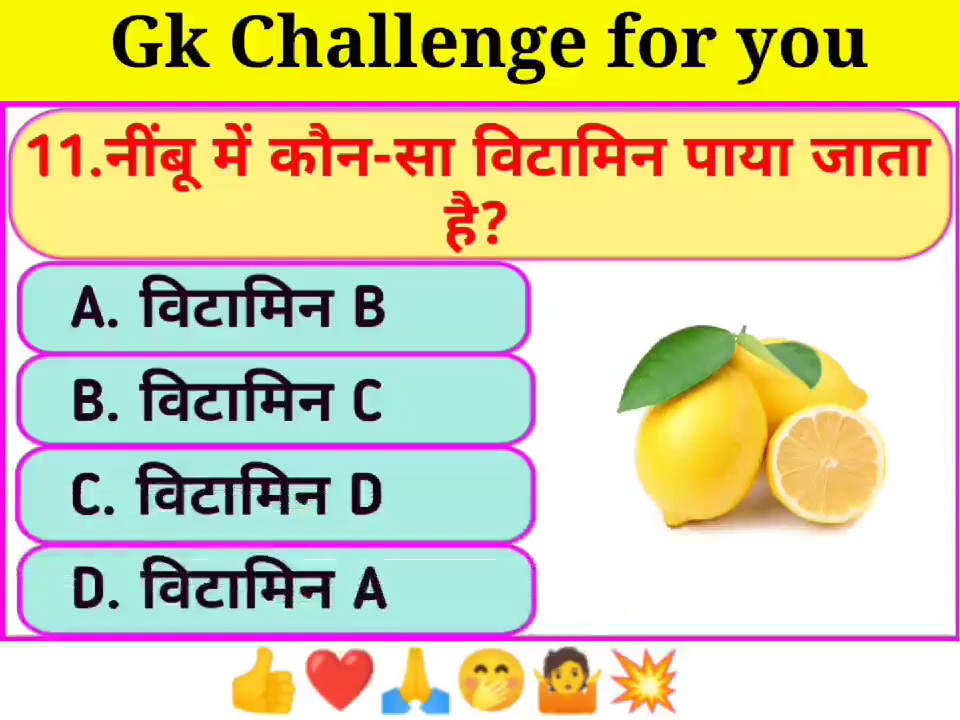 Gk Challenge for you
11.नींबू में कौन-सा विटामिन पाया जाता
है?
A. विटामिन B
B. विटामिन C
C. विटामिन D
D. विटामिन A